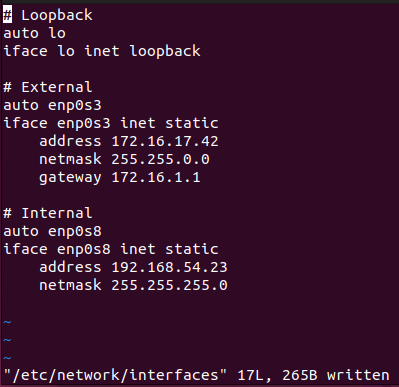 # Loopback
auto lo
iface lo inet loopback

# External
auto enp0s3
iface enp0s3 inet static
    address 172.16.17.42
    netmask 255.255.0.0
    gateway 172.16.1.1

# Internal
auto enp0s8
iface enp0s8 inet static
    address 192.168.54.23
    netmask 255.255.255.0

~
~
~
"/etc/network/interfaces" 17L, 265B written